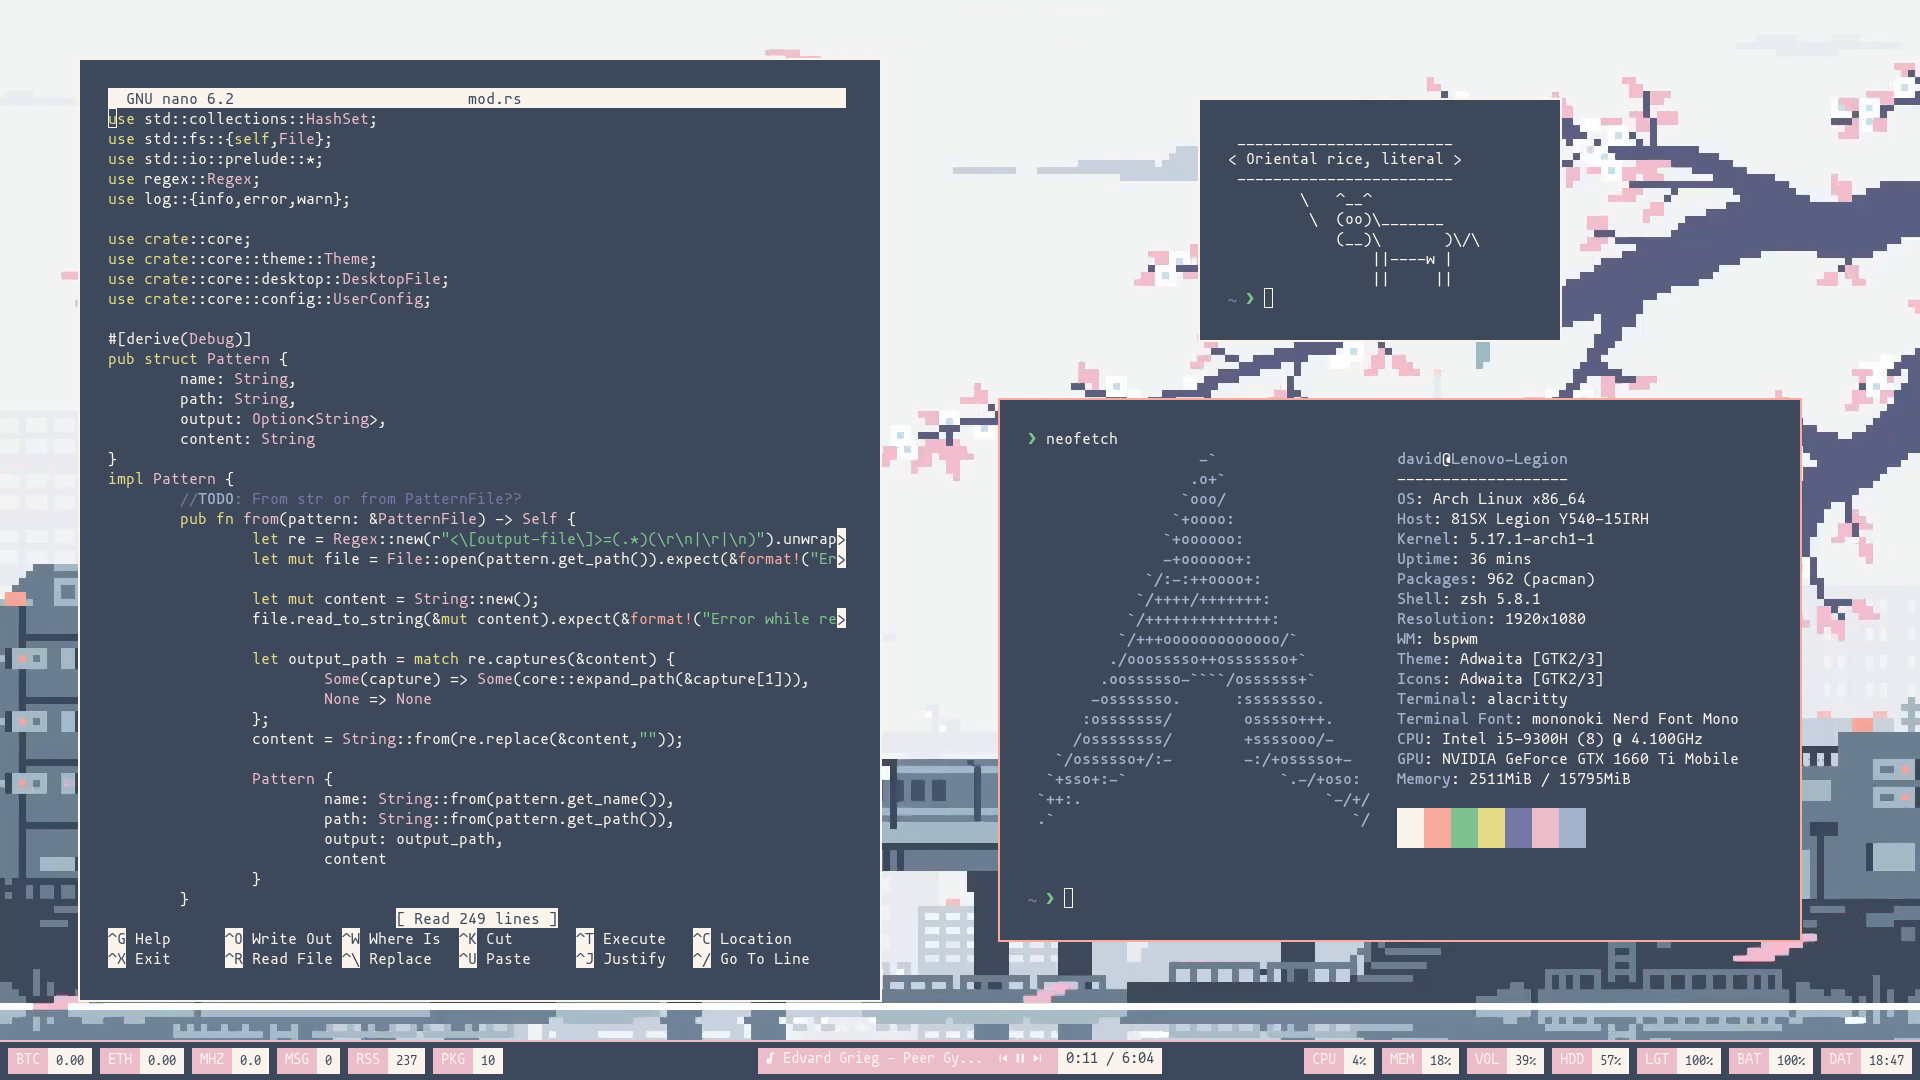 GNU nano 6.2 mod.rs
use std::collections::HashSet;
use std::fs::{self,File};
use std::io::prelude::*;
use regex::Regex;
use log::{info,error,warn};
use crate::core;
use crate::core::theme::Theme;
use crate::core::desktop::DesktopFile;
use crate::core::config::UserConfig;
#[derive(Debug)]
pub struct Pattern {
name: String,
path: String,
output: Option<String>,
content: String
}
impl Pattern {
//TODO: From str or from PatternFile??
pub fn from(pattern: &PatternFile) -> Self {
let re = Regex::new(r"<\[output-file\]>=(.*)(\r\n|\r|\n)").unwrap>
let mut file = File::open(pattern.get_path()).expect(&format!("Er>
let mut content = String::new();
file.read_to_string(&mut content).expect(&format!("Error while re>
let output_path = match re.captures(&content) {
Some(capture) => Some(core::expand_path(&capture[1])),
None => None
};
content = String::from(re.replace(&content,""));
Pattern {
name: String::from(pattern.get_name()),
path: String::from(pattern.get_path()),
output: output_path,
content
}
}
[ Read 249 lines ]
^G Help ^O Write Out ^W Where Is ^K Cut ^T Execute ^C Location
^X Exit ^R Read File ^\ Replace ^U Paste ^J Justify ^/ Go To Line
________________________
< Oriental rice, literal >
------------------------
\   ^__^
\  (oo)\_______
(__)\       )\/\
||----w |
||     ||
~ ❯
❯ neofetch
-`
.o+`
`ooo/
`+oooo:
`+oooooo:
-+oooooo+:
`/:-:++oooo+:
`/++++/+++++++:
`/++++++++++++++:
`/+++ooooooooooooo/`
./ooosssso++osssssso+`
.oossssso-````/ossssss+`
-osssssso.      :ssssssso.
:osssssss/        osssso+++.
/ossssssss/        +ssssooo/-
`/ossssso+/:-        -:/+osssso+-
`+sso+:-`                 `.-/+oso:
`++:.                           `-/+/
.`                                 `/
david@Lenovo-Legion
-------------------
OS: Arch Linux x86_64
Host: 81SX Legion Y540-15IRH
Kernel: 5.17.1-arch1-1
Uptime: 36 mins
Packages: 962 (pacman)
Shell: zsh 5.8.1
Resolution: 1920x1080
WM: bspwm
Theme: Adwaita [GTK2/3]
Icons: Adwaita [GTK2/3]
Terminal: alacritty
Terminal Font: mononoki Nerd Font Mono
CPU: Intel i5-9300H (8) @ 4.100GHz
GPU: NVIDIA GeForce GTX 1660 Ti Mobile
Memory: 2511MiB / 15795MiB
~ ❯
BTC 0.00 ETH 0.00 MHZ 0.0 MSG 0 RSS 237 PKG 10 Edvard Grieg - Peer Gy... 0:11 / 6:04 CPU 4% MEM 18% VOL 39% HDD 57% LGT 100% BAT 100% DAT 18:47